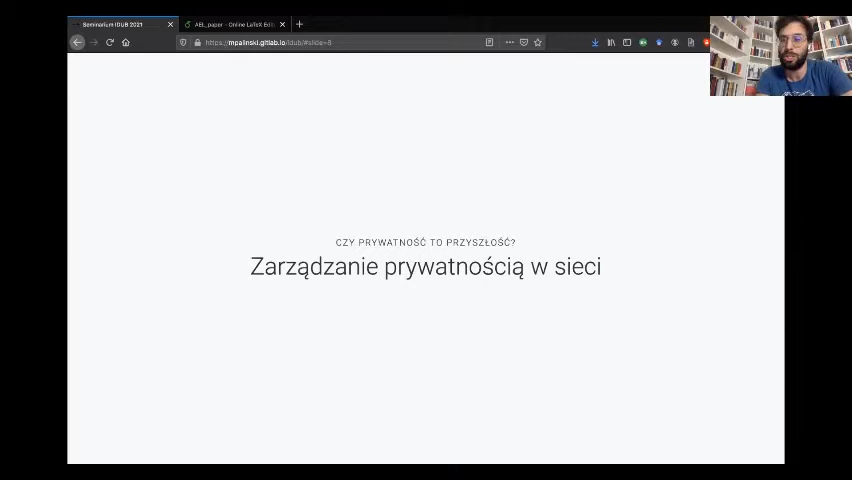 Seminarium IDUB 2021
AEL_paper - Online LaTeX Edit
https://mpalinski.gitlab.io/idub/#slide=8
CZY PRYWATNOŚĆ TO PRZYSZŁOŚĆ?
Zarządzanie prywatnością w sieci